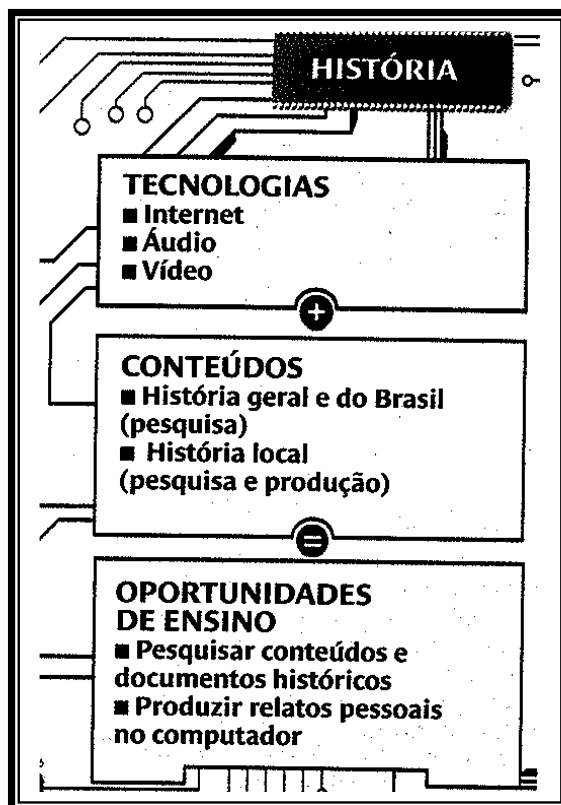 HISTÓRIA
TECNOLOGIAS
■ Internet
■ Áudio
■ Vídeo
+
CONTEÚDOS
■ História geral e do Brasil
(pesquisa)
■ História local
(pesquisa e produção)
=
OPORTUNIDADES
DE ENSINO
■ Pesquisar conteúdos e
documentos históricos
■ Produzir relatos pessoais
no computador